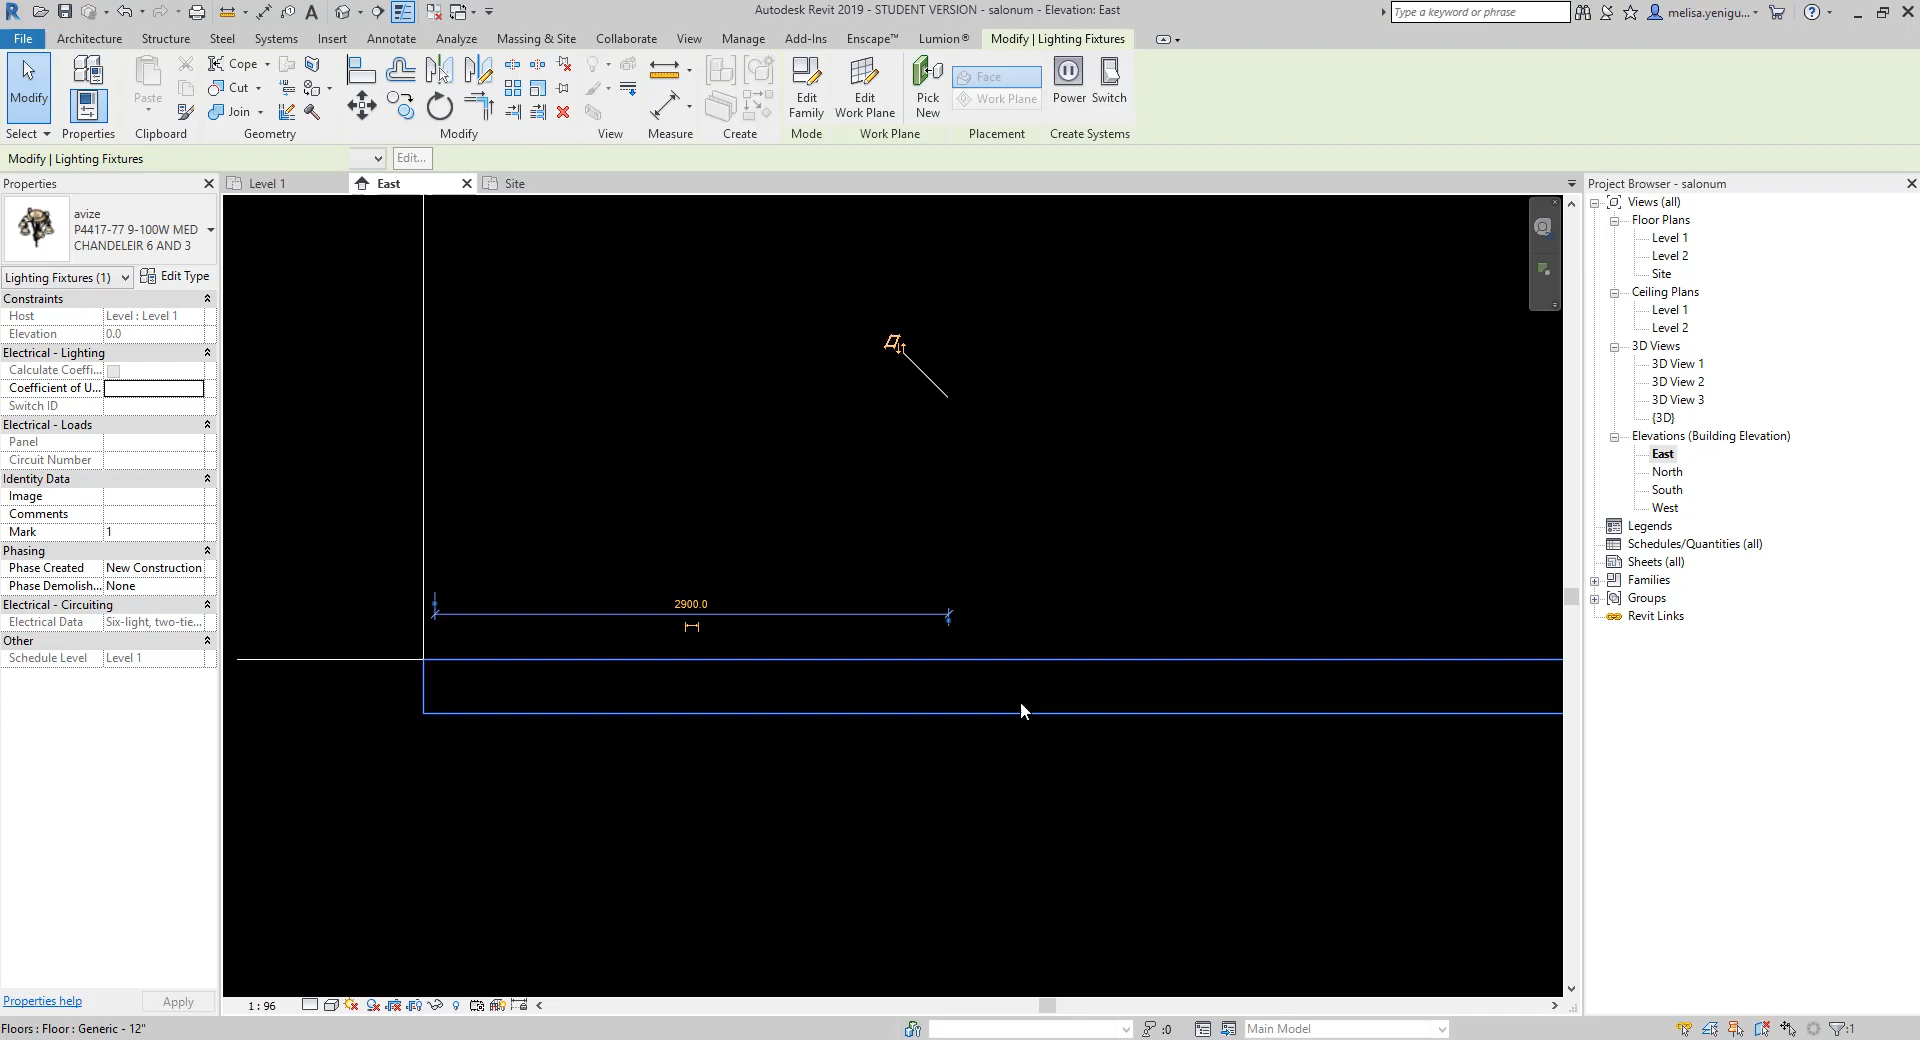 Autodesk Revit 2019 - STUDENT VERSION - salonum - Elevation: East
Type a keyword or phrase
melisa.yenigu...
File Architecture Structure Steel Systems Insert Annotate Analyze Massing & Site Collaborate View Manage Add-Ins Enscape™ Lumion® Modify | Lighting Fixtures
Modify
Paste
Cope
Cut
Join
Edit Family
Edit Work Plane
Pick New
Face
Work Plane
Power
Switch
Select Properties Clipboard Geometry Modify View Measure Create Mode Work Plane Placement Create Systems
Modify | Lighting Fixtures
Edit...
Properties
Level 1
East
Site
Project Browser - salonum
avize
P4417-77 9-100W MED
CHANDELEIR 6 AND 3
Lighting Fixtures (1)
Edit Type
Constraints
Host Level : Level 1
Elevation 0.0
Electrical - Lighting
Calculate Coeffi...
Coefficient of U...
Switch ID
Electrical - Loads
Panel
Circuit Number
Identity Data
Image
Comments
Mark 1
Phasing
Phase Created New Construction
Phase Demolish... None
Electrical - Circuiting
Electrical Data Six-light, two-tie...
Other
Schedule Level Level 1
Properties help
Apply
2900.0
Views (all)
Floor Plans
Level 1
Level 2
Site
Ceiling Plans
Level 1
Level 2
3D Views
3D View 1
3D View 2
3D View 3
{3D}
Elevations (Building Elevation)
East
North
South
West
Legends
Schedules/Quantities (all)
Sheets (all)
Families
Groups
Revit Links
1 : 96
Floors : Floor : Generic - 12"
:0
Main Model
:1